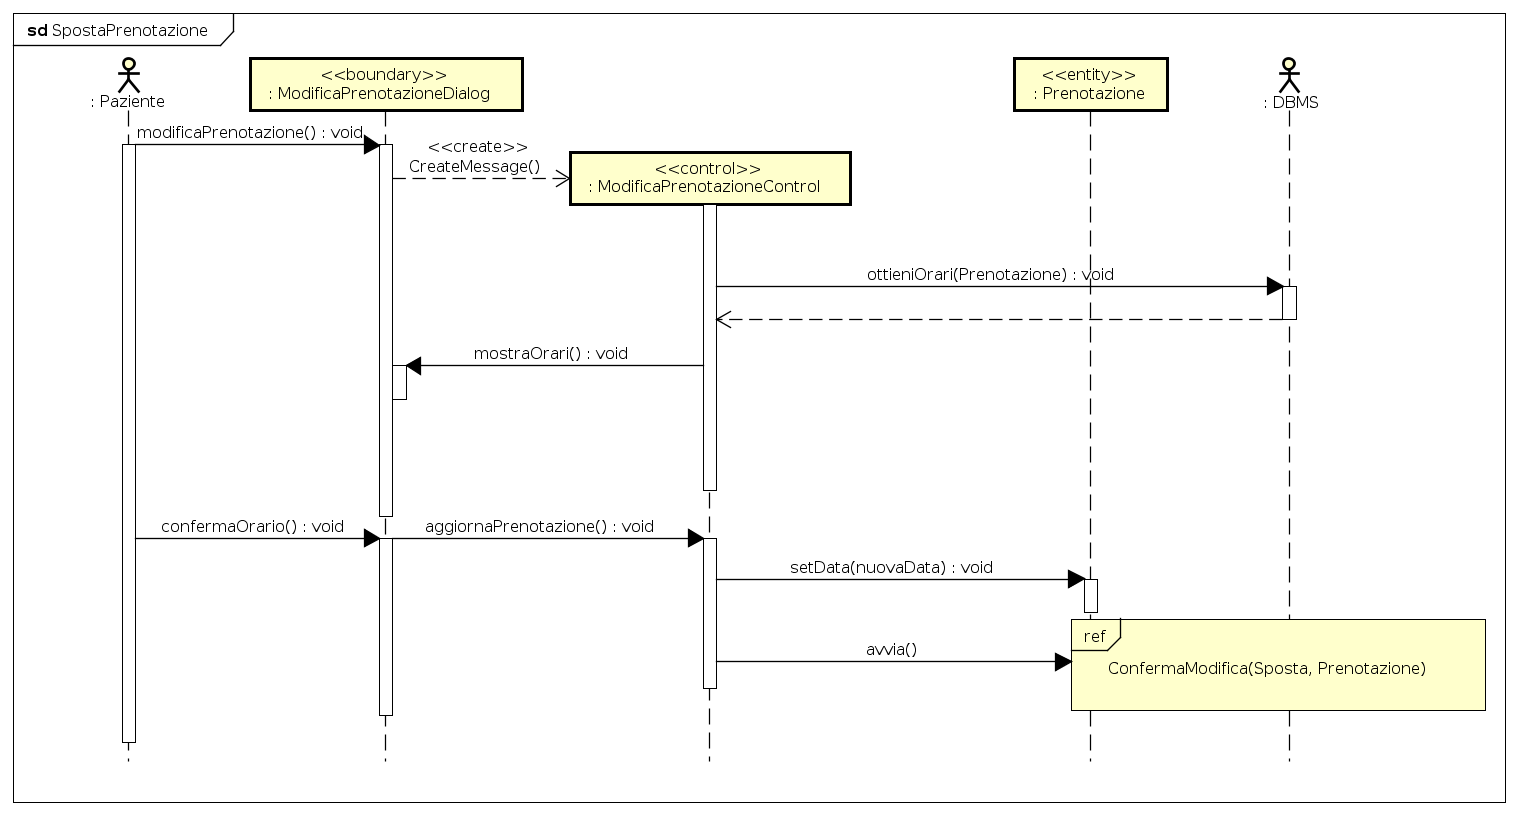 sd SpostaPrenotazione
: Paziente
<<boundary>>
: ModificaPrenotazioneDialog
<<entity>>
: Prenotazione
: DBMS
modificaPrenotazione() : void
<<create>>
CreateMessage()
<<control>>
: ModificaPrenotazioneControl
ottieniOrari(Prenotazione) : void
mostraOrari() : void
confermaOrario() : void
aggiornaPrenotazione() : void
setData(nuovaData) : void
ref
avvia()
ConfermaModifica(Sposta, Prenotazione)